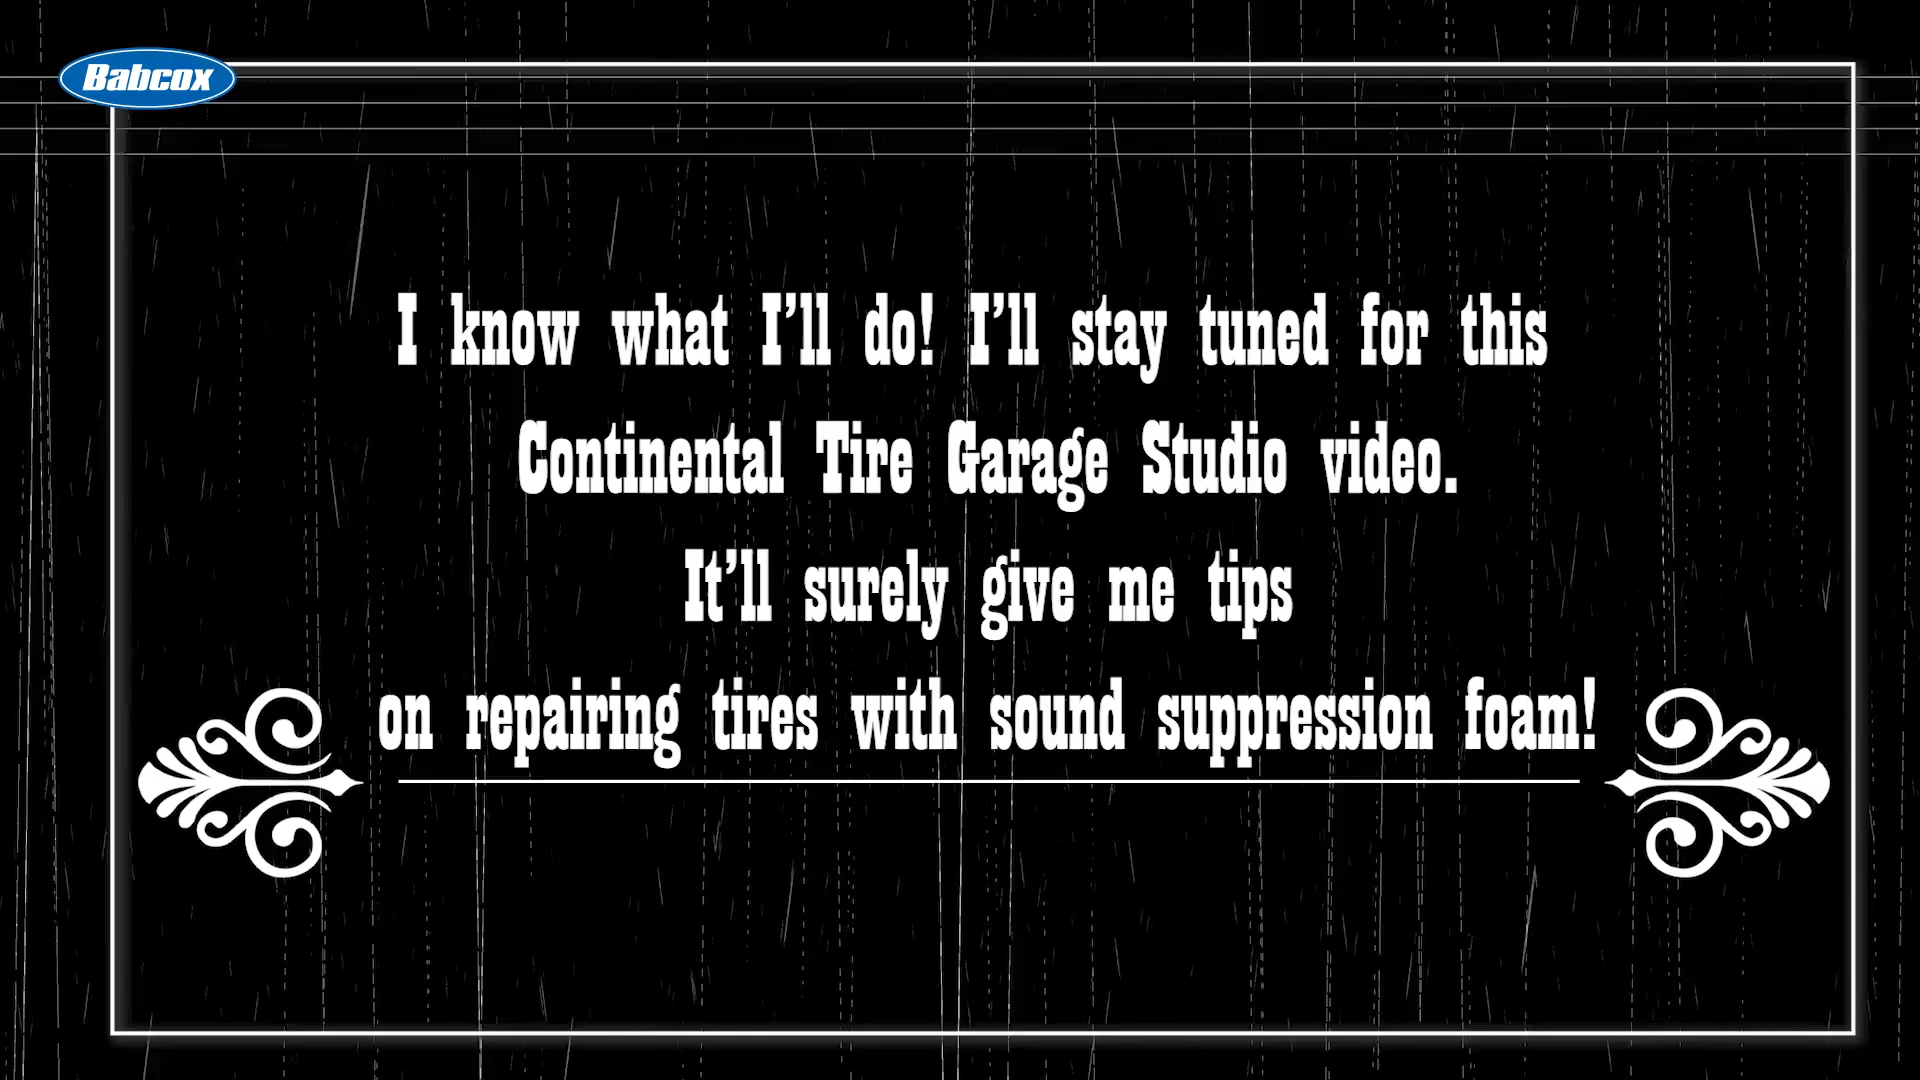 Babcox
I know what I’ll do! I’ll stay tuned for this
Continental Tire Garage Studio video.
It’ll surely give me tips
on repairing tires with sound suppression foam!